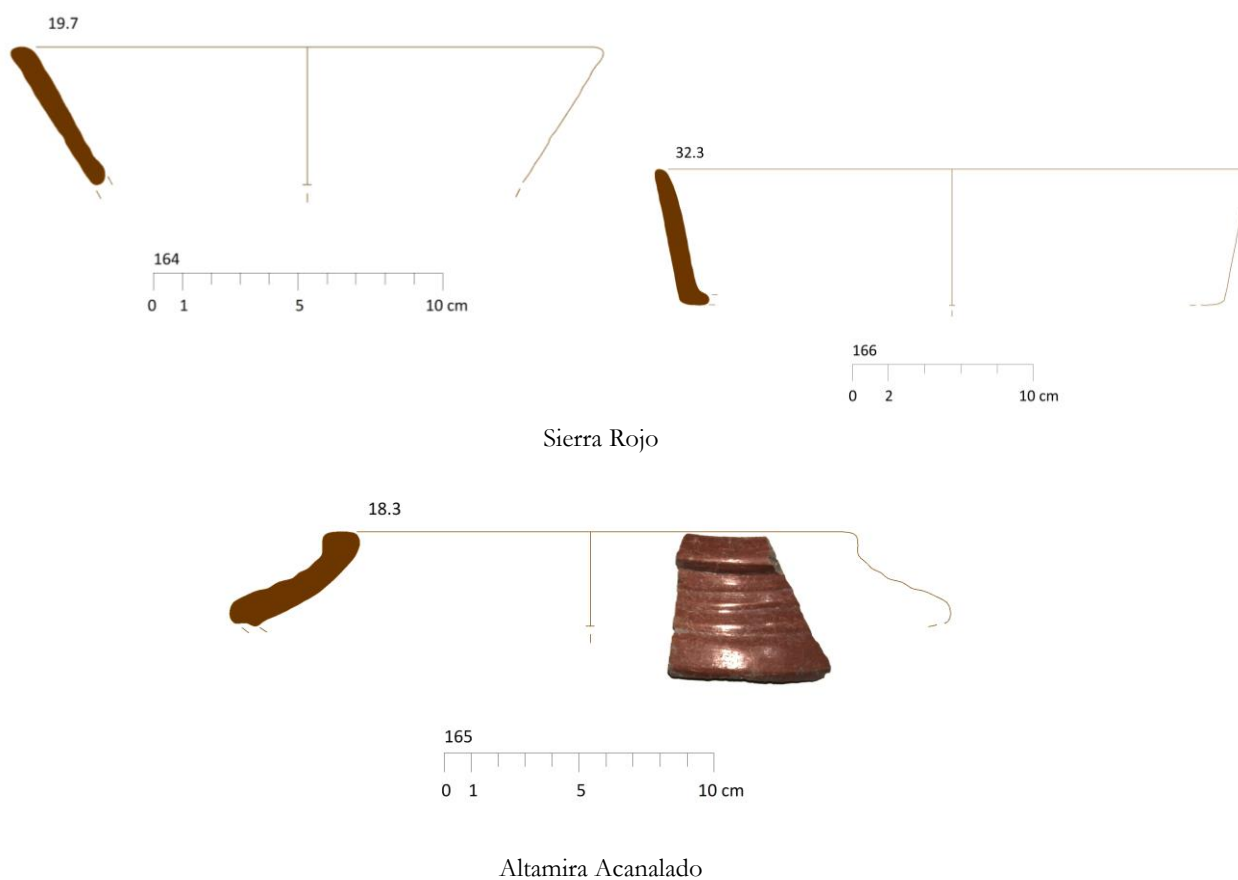 19.7
164
0 1 5 10 cm
32.3
166
0 2 10 cm
Sierra Rojo
18.3
165
0 1 5 10 cm
Altamira Acanalado